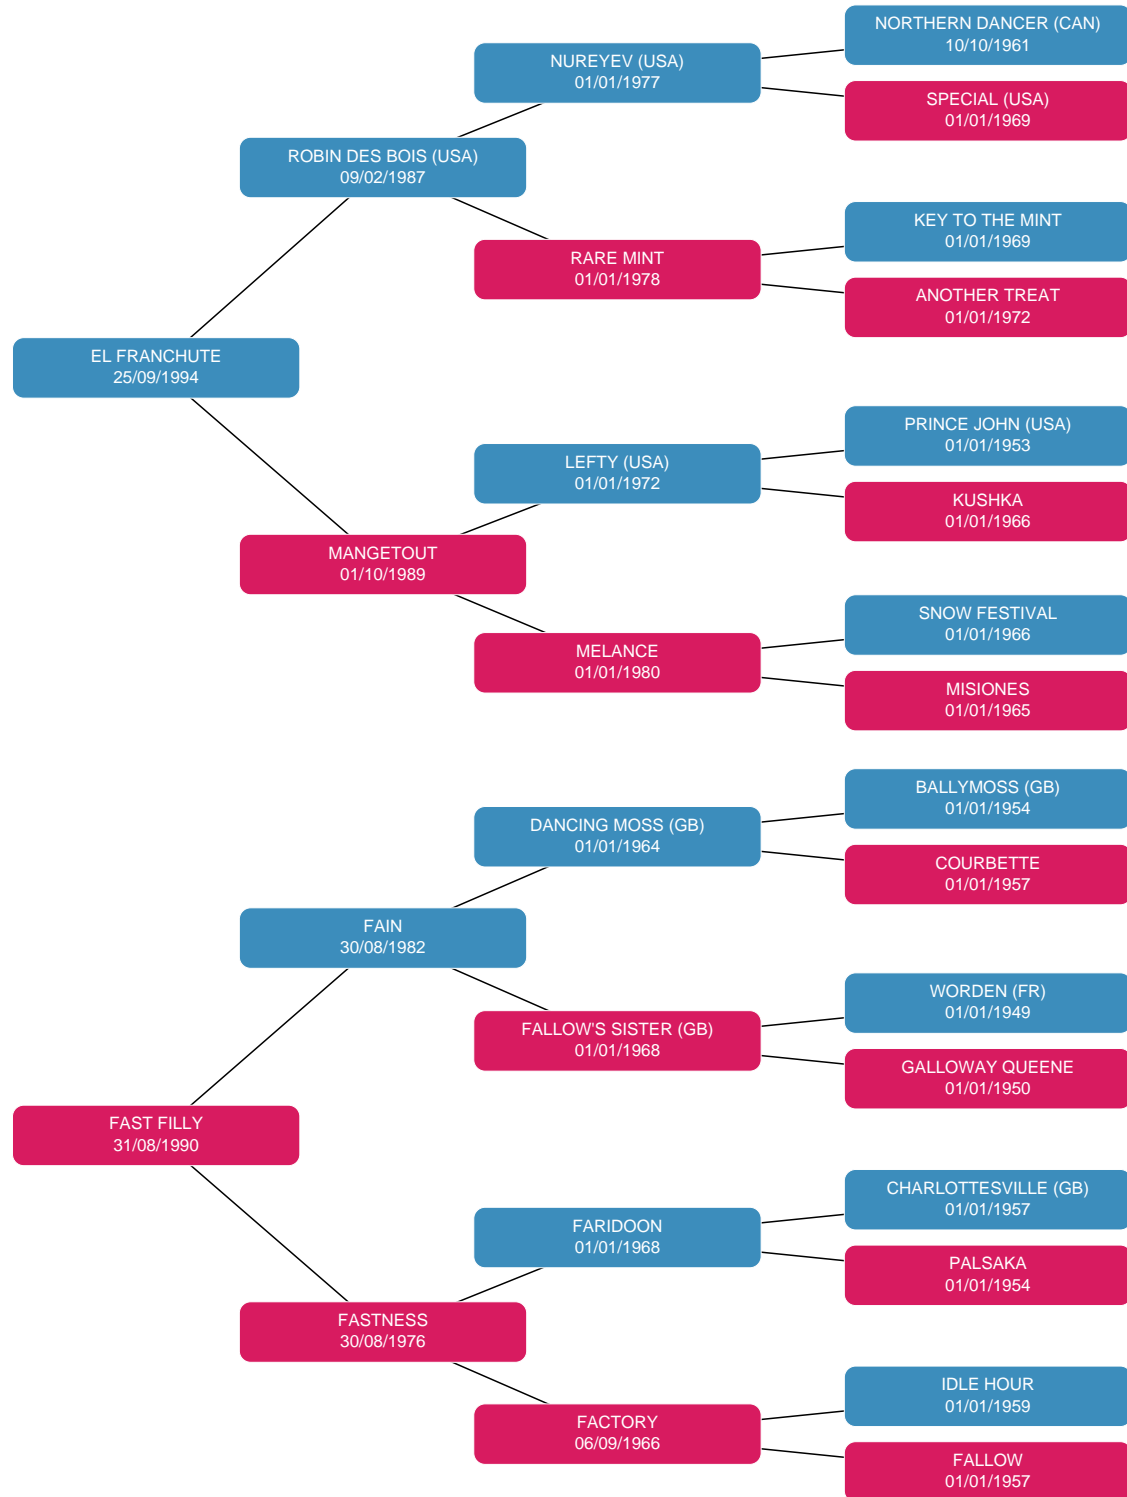 NORTHERN DANCER (CAN)
10/10/1961
NUREYEV (USA)
01/01/1977
SPECIAL (USA)
01/01/1969
ROBIN DES BOIS (USA)
09/02/1987
KEY TO THE MINT
01/01/1969
RARE MINT
01/01/1978
ANOTHER TREAT
01/01/1972
EL FRANCHUTE
25/09/1994
PRINCE JOHN (USA)
01/01/1953
LEFTY (USA)
01/01/1972
KUSHKA
01/01/1966
MANGETOUT
01/10/1989
SNOW FESTIVAL
01/01/1966
MELANCE
01/01/1980
MISIONES
01/01/1965
BALLYMOSS (GB)
01/01/1954
DANCING MOSS (GB)
01/01/1964
COURBETTE
01/01/1957
FAIN
30/08/1982
WORDEN (FR)
01/01/1949
FALLOW'S SISTER (GB)
01/01/1968
GALLOWAY QUEENE
01/01/1950
FAST FILLY
31/08/1990
CHARLOTTESVILLE (GB)
01/01/1957
FARIDOON
01/01/1968
PALSAKA
01/01/1954
FASTNESS
30/08/1976
IDLE HOUR
01/01/1959
FACTORY
06/09/1966
FALLOW
01/01/1957